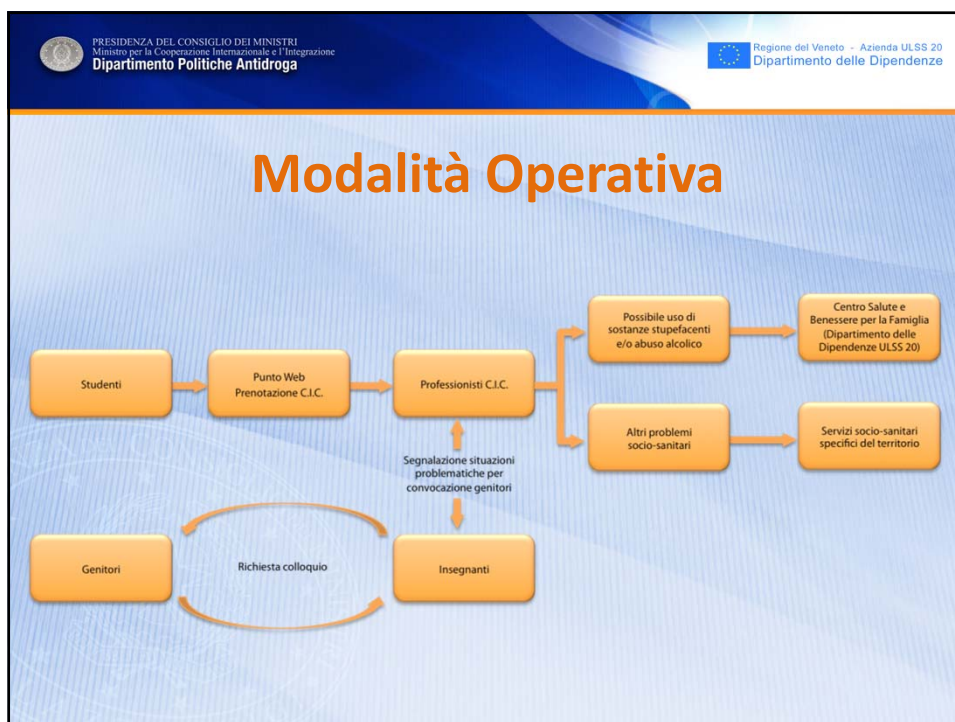 PRESIDENZA DEL CONSIGLIO DEI MINISTRI
Ministro per la Cooperazione Internazionale e l'Integrazione
Dipartimento Politiche Antidroga
Regione del Veneto - Azienda ULSS 20
Dipartimento delle Dipendenze
Modalità Operativa
Studenti
Punto Web
Prenotazione C.I.C.
Professionisti C.I.C.
Possibile uso di
sostanze stupefacenti
e/o abuso alcolico
Centro Salute e
Benessere per la Famiglia
(Dipartimento delle
Dipendenze ULSS 20)
Altri problemi
socio-sanitari
Servizi socio-sanitari
specifici del territorio
Segnalazione situazioni
problematiche per
convocazione genitori
Genitori
Richiesta colloquio
Insegnanti